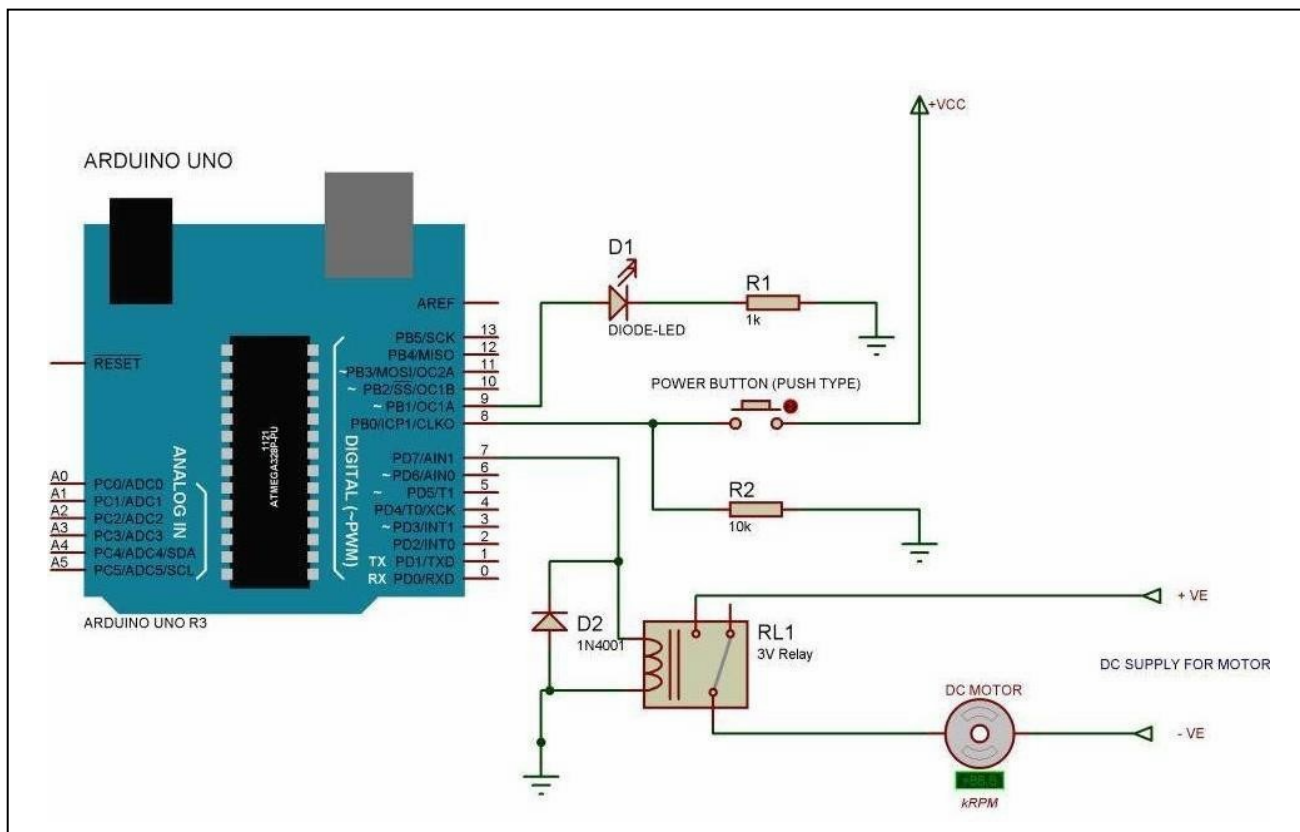 +VCC
ARDUINO UNO
D1
R1
AREF
DIODE-LED
1k
PB5/SCK 13
PB4/MISO 12
RESET
~PB3/MOSI/OC2A 11
~ PB2/SS/OC1B 10
~ PB1/OC1A 9
PB0/ICP1/CLKO 8
POWER BUTTON (PUSH TYPE)
1121
ATMEGA328P-PU
DIGITAL (~PWM)
ANALOG IN
PD7/AIN1 7
~ PD6/AIN0 6
~ PD5/T1 5
PD4/T0/XCK 4
~PD3/INT1 3
PD2/INT0 2
TX PD1/TXD 1
RX PD0/RXD 0
A0 PC0/ADC0
A1 PC1/ADC1
A2 PC2/ADC2
A3 PC3/ADC3
A4 PC4/ADC4/SDA
A5 PC5/ADC5/SCL
R2
10k
ARDUINO UNO R3
D2
1N4001
RL1
3V Relay
+ VE
DC SUPPLY FOR MOTOR
DC MOTOR
- VE
kRPM